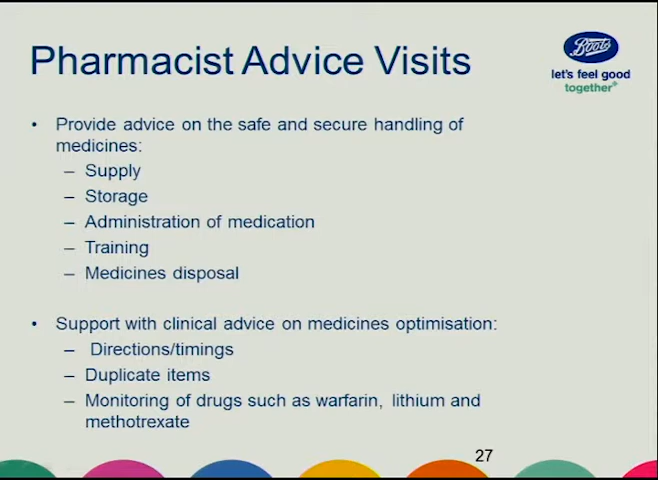 Pharmacist Advice Visits
Boots
let's feel good
together
• Provide advice on the safe and secure handling of
medicines:
– Supply
– Storage
– Administration of medication
– Training
– Medicines disposal
• Support with clinical advice on medicines optimisation:
– Directions/timings
– Duplicate items
– Monitoring of drugs such as warfarin, lithium and
methotrexate
27